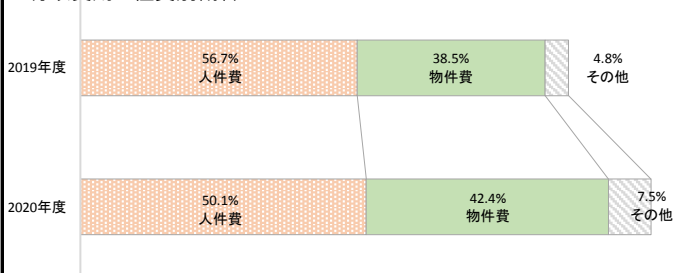 2019年度
56.7%
人件費
38.5%
物件費
4.8%
その他
2020年度
50.1%
人件費
42.4%
物件費
7.5%
その他